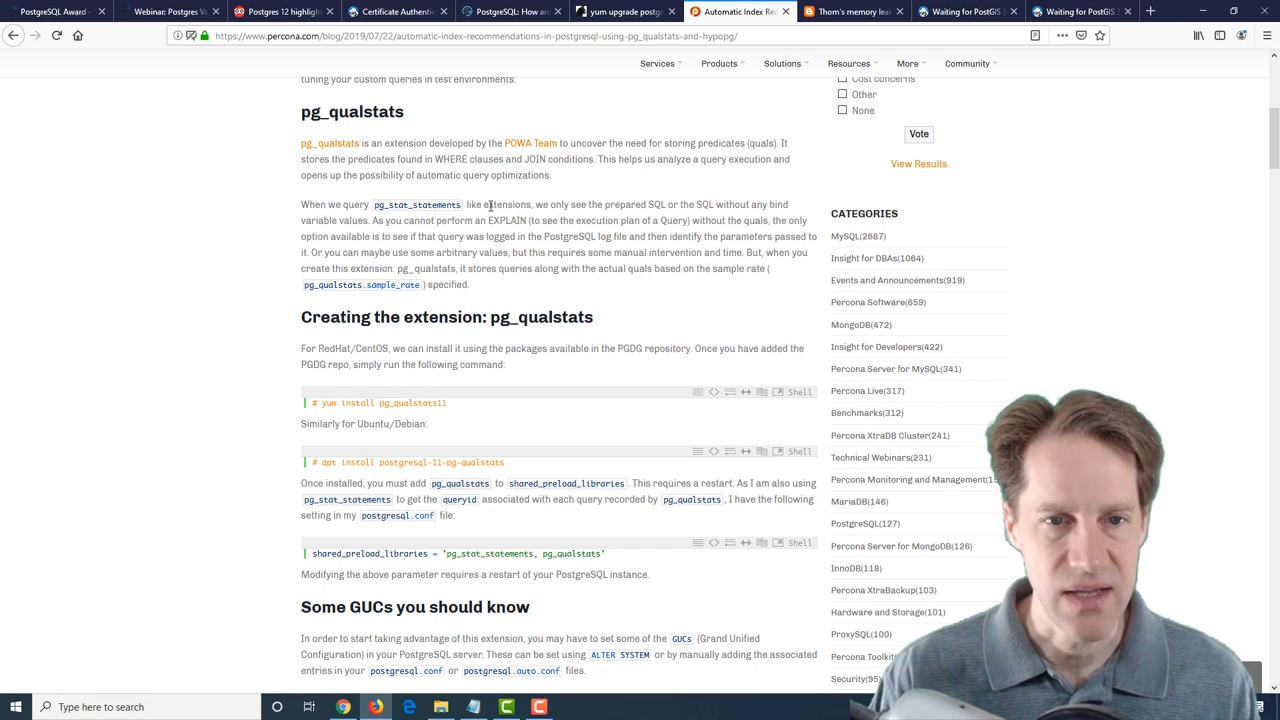 PostgreSQL Award
Webinar: Postgres Va
Postgres 12 highligh
Certificate Authentic
PostgreSQL: How are
yum upgrade postgr
Automatic Index Rec
Thom's memory leak
Waiting for PostGIS 3
Waiting for PostGIS 3
https://www.percona.com/blog/2019/07/22/automatic-index-recommendations-in-postgresql-using-pg_qualstats-and-hypopg/
Services
Products
Solutions
Resources
More
Community
tuning your custom queries in test environments.
pg_qualstats
pg_qualstats is an extension developed by the POWA Team to uncover the need for storing predicates (quals). It
stores the predicates found in WHERE clauses and JOIN conditions. This helps us analyze a query execution and
opens up the possibility of automatic query optimizations.
When we query pg_stat_statements like extensions, we only see the prepared SQL or the SQL without any bind
variable values. As you cannot perform an EXPLAIN (to see the execution plan of a Query) without the quals, the only
option available is to see if that query was logged in the PostgreSQL log file and then identify the parameters passed to
it. Or you can maybe use some arbitrary values, but this requires some manual intervention and time. But, when you
create this extension: pg_qualstats, it stores queries along with the actual quals based on the sample rate (
pg_qualstats.sample_rate ) specified.
Creating the extension: pg_qualstats
For RedHat/CentOS, we can install it using the packages available in the PGDG repository. Once you have added the
PGDG repo, simply run the following command:
Shell
# yum install pg_qualstats11
Similarly for Ubuntu/Debian:
Shell
# apt install postgresql-11-pg-qualstats
Once installed, you must add pg_qualstats to shared_preload_libraries. This requires a restart. As I am also using
pg_stat_statements to get the queryid associated with each query recorded by pg_qualstats, I have the following
setting in my postgresql.conf file:
Shell
shared_preload_libraries = 'pg_stat_statements, pg_qualstats'
Modifying the above parameter requires a restart of your PostgreSQL instance.
Some GUCs you should know
In order to start taking advantage of this extension, you may have to set some of the GUCs (Grand Unified
Configuration) in your PostgreSQL server. These can be set using ALTER SYSTEM or by manually adding the associated
entries in your postgresql.conf or postgresql.auto.conf files.
Cost concerns
Other
None
Vote
View Results
CATEGORIES
MySQL(2687)
Insight for DBAs(1064)
Events and Announcements(919)
Percona Software(659)
MongoDB(472)
Insight for Developers(422)
Percona Server for MySQL(341)
Percona Live(317)
Benchmarks(312)
Percona XtraDB Cluster(241)
Technical Webinars(231)
Percona Monitoring and Management(1
MariaDB(146)
PostgreSQL(127)
Percona Server for MongoDB(126)
InnoDB(118)
Percona XtraBackup(103)
Hardware and Storage(101)
ProxySQL(100)
Percona Toolkit
Security(95)
Type here to search